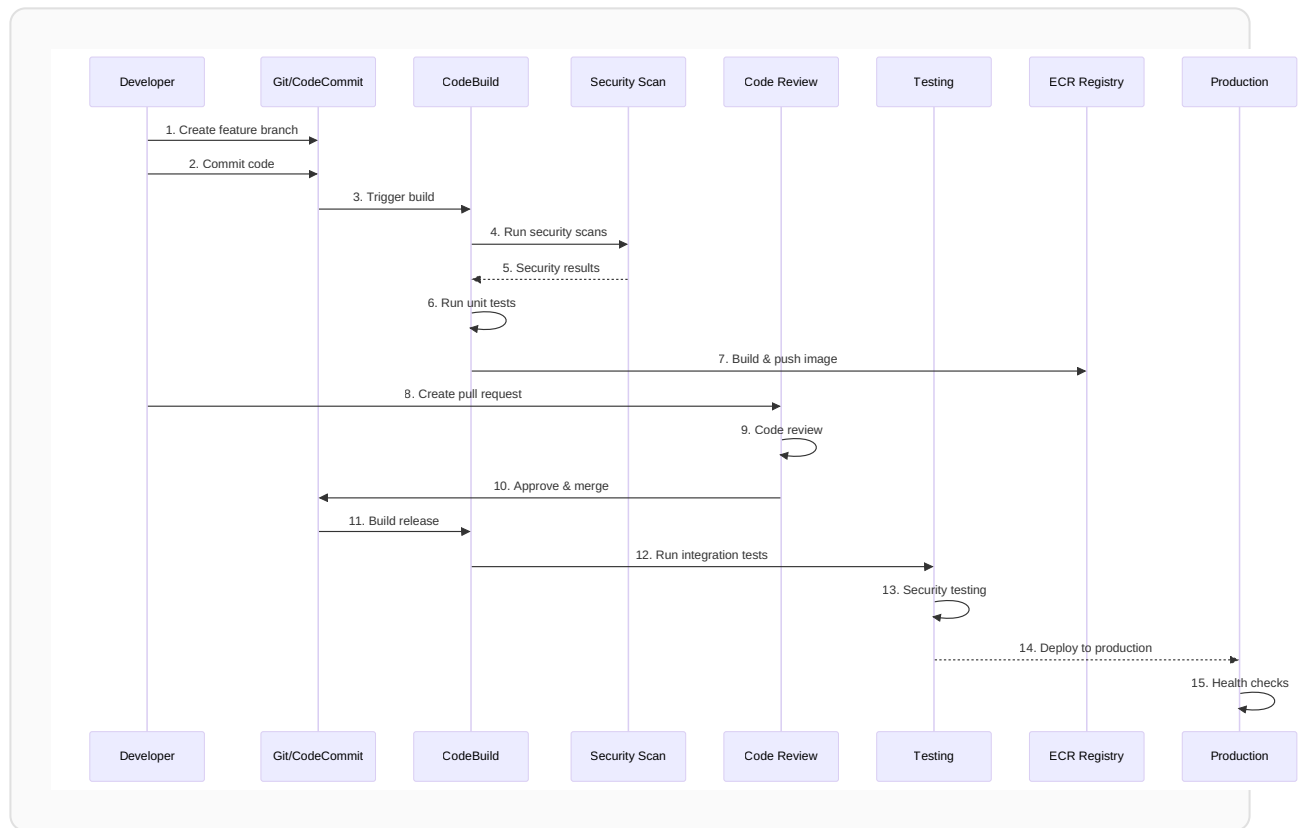 Developer
Git/CodeCommit
CodeBuild
Security Scan
Code Review
Testing
ECR Registry
Production
1. Create feature branch
2. Commit code
3. Trigger build
4. Run security scans
5. Security results
6. Run unit tests
7. Build & push image
8. Create pull request
9. Code review
10. Approve & merge
11. Build release
12. Run integration tests
13. Security testing
14. Deploy to production
15. Health checks
Developer
Git/CodeCommit
CodeBuild
Security Scan
Code Review
Testing
ECR Registry
Production